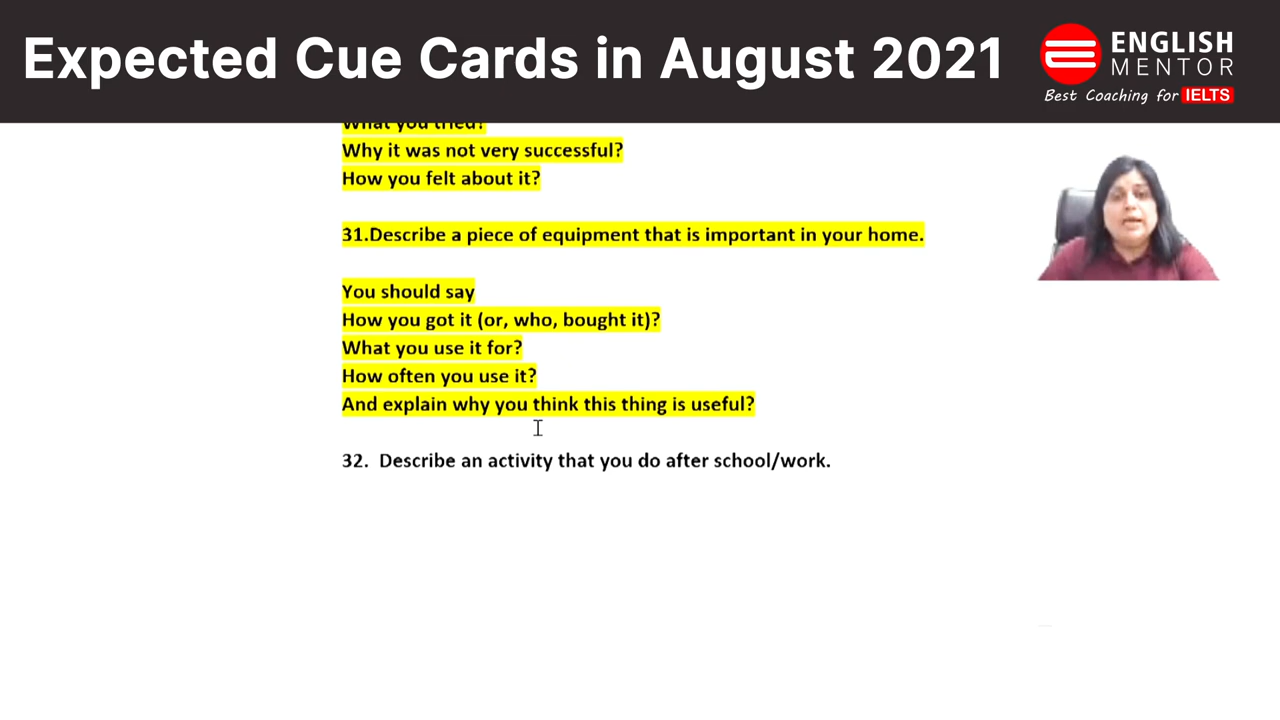 Expected Cue Cards in August 2021
ENGLISH
MENTOR
Best Coaching for IELTS
What you tried?
Why it was not very successful?
How you felt about it?
31.Describe a piece of equipment that is important in your home.
You should say
How you got it (or, who, bought it)?
What you use it for?
How often you use it?
And explain why you think this thing is useful?
32. Describe an activity that you do after school/work.